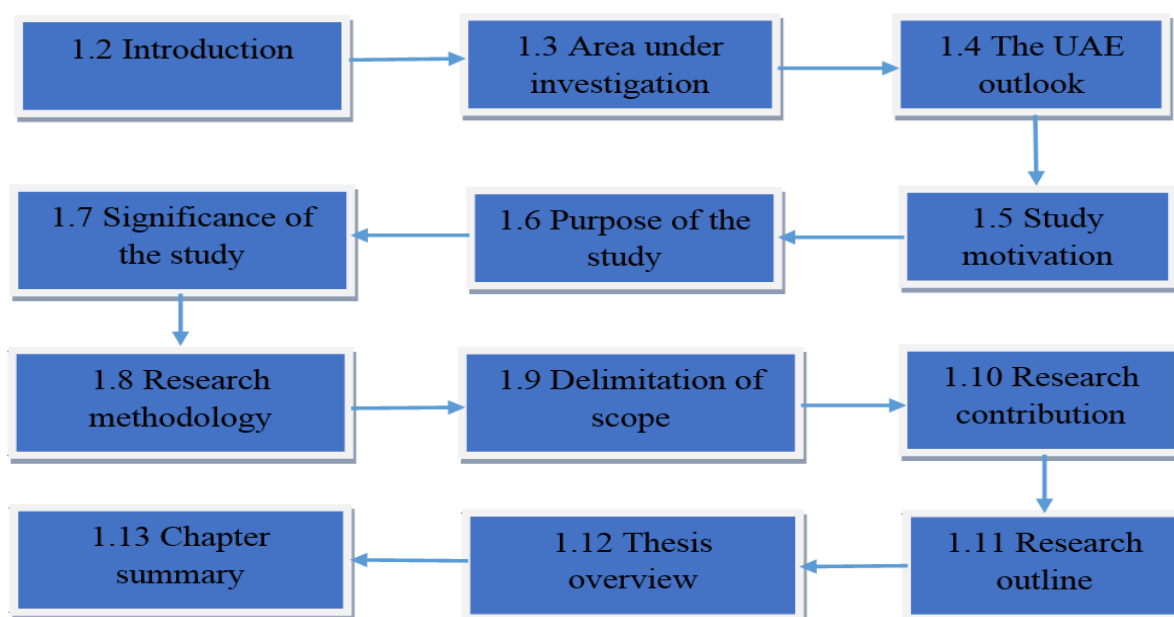 1.2 Introduction
1.3 Area under
investigation
1.4 The UAE
outlook
1.5 Study
motivation
1.6 Purpose of the
study
1.7 Significance of
the study
1.8 Research
methodology
1.9 Delimitation of
scope
1.10 Research
contribution
1.11 Research
outline
1.12 Thesis
overview
1.13 Chapter
summary